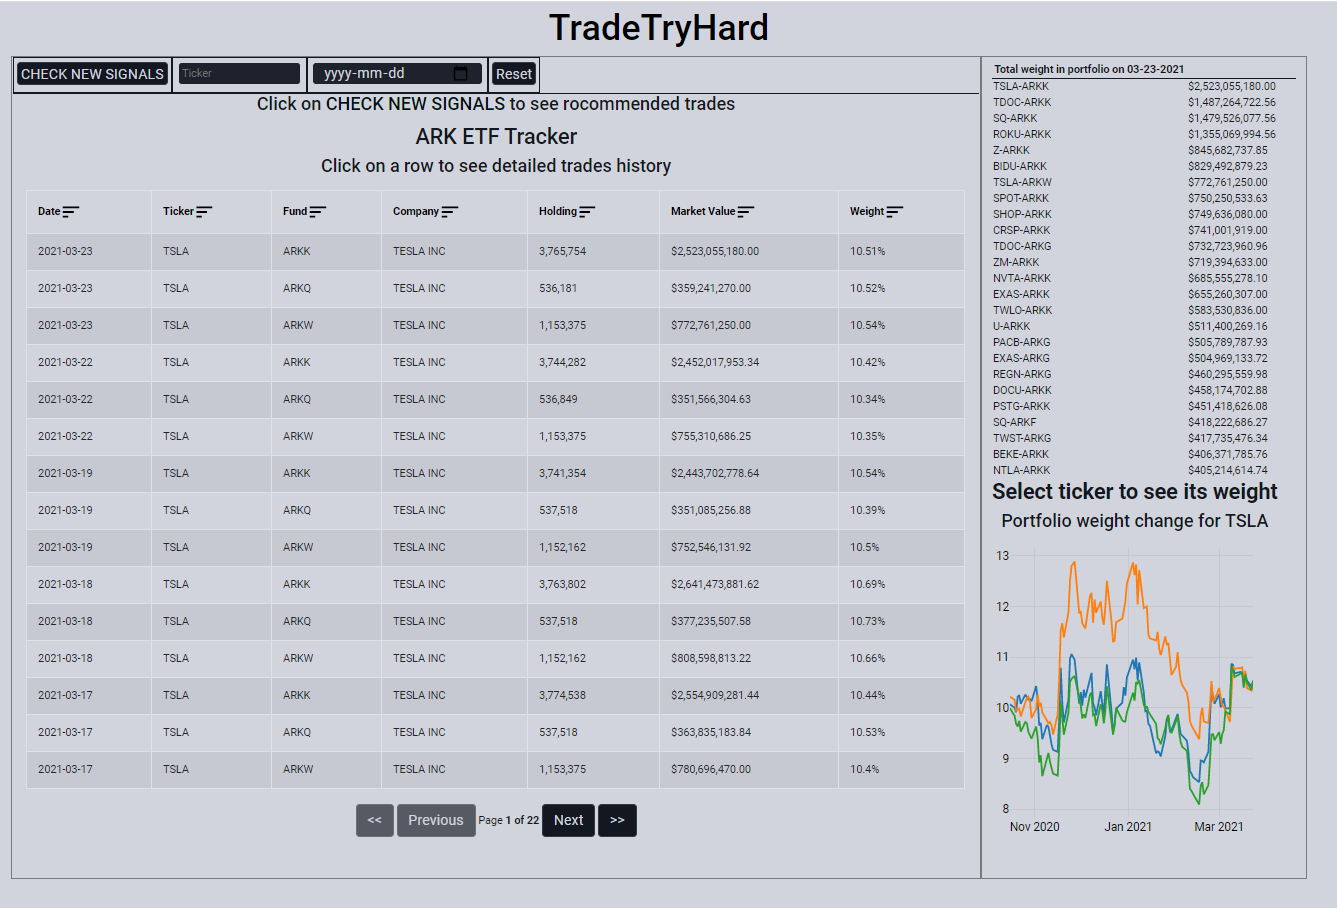 TradeTryHard
CHECK NEW SIGNALS Ticker yyyy-mm-dd Reset
Click on CHECK NEW SIGNALS to see rocommended trades
ARK ETF Tracker
Click on a row to see detailed trades history
Date Ticker Fund Company Holding Market Value Weight
2021-03-23 TSLA ARKK TESLA INC 3,765,754 $2,523,055,180.00 10.51%
2021-03-23 TSLA ARKQ TESLA INC 536,181 $359,241,270.00 10.52%
2021-03-23 TSLA ARKW TESLA INC 1,153,375 $772,761,250.00 10.54%
2021-03-22 TSLA ARKK TESLA INC 3,744,282 $2,452,017,953.34 10.42%
2021-03-22 TSLA ARKQ TESLA INC 536,849 $351,566,304.63 10.34%
2021-03-22 TSLA ARKW TESLA INC 1,153,375 $755,310,686.25 10.35%
2021-03-19 TSLA ARKK TESLA INC 3,741,354 $2,443,702,778.64 10.54%
2021-03-19 TSLA ARKQ TESLA INC 537,518 $351,085,256.88 10.39%
2021-03-19 TSLA ARKW TESLA INC 1,152,162 $752,546,131.92 10.5%
2021-03-18 TSLA ARKK TESLA INC 3,763,802 $2,641,473,881.62 10.69%
2021-03-18 TSLA ARKQ TESLA INC 537,518 $377,235,507.58 10.73%
2021-03-18 TSLA ARKW TESLA INC 1,152,162 $808,598,813.22 10.66%
2021-03-17 TSLA ARKK TESLA INC 3,774,538 $2,554,909,281.44 10.44%
2021-03-17 TSLA ARKQ TESLA INC 537,518 $363,835,183.84 10.53%
2021-03-17 TSLA ARKW TESLA INC 1,153,375 $780,696,470.00 10.4%
<< Previous Page 1 of 22 Next >>
Total weight in portfolio on 03-23-2021
TSLA-ARKK $2,523,055,180.00
TDOC-ARKK $1,487,264,722.56
SQ-ARKK $1,479,526,077.56
ROKU-ARKK $1,355,069,994.56
Z-ARKK $845,682,737.85
BIDU-ARKK $829,492,879.23
TSLA-ARKW $772,761,250.00
SPOT-ARKK $750,250,533.63
SHOP-ARKK $749,636,080.00
CRSP-ARKK $741,001,919.00
TDOC-ARKG $732,723,960.96
ZM-ARKK $719,394,633.00
NVTA-ARKK $685,555,278.10
EXAS-ARKK $655,260,307.00
TWLO-ARKK $583,530,836.00
U-ARKK $511,400,269.16
PACB-ARKG $505,789,787.93
EXAS-ARKG $504,969,133.72
REGN-ARKG $460,295,559.98
DOCU-ARKK $458,174,702.88
PSTG-ARKK $451,418,626.08
SQ-ARKF $418,222,686.27
TWST-ARKG $417,735,476.34
BEKE-ARKK $406,371,785.76
NTLA-ARKK $405,214,614.74
Select ticker to see its weight
Portfolio weight change for TSLA
13
12
11
10
9
8
Nov 2020 Jan 2021 Mar 2021